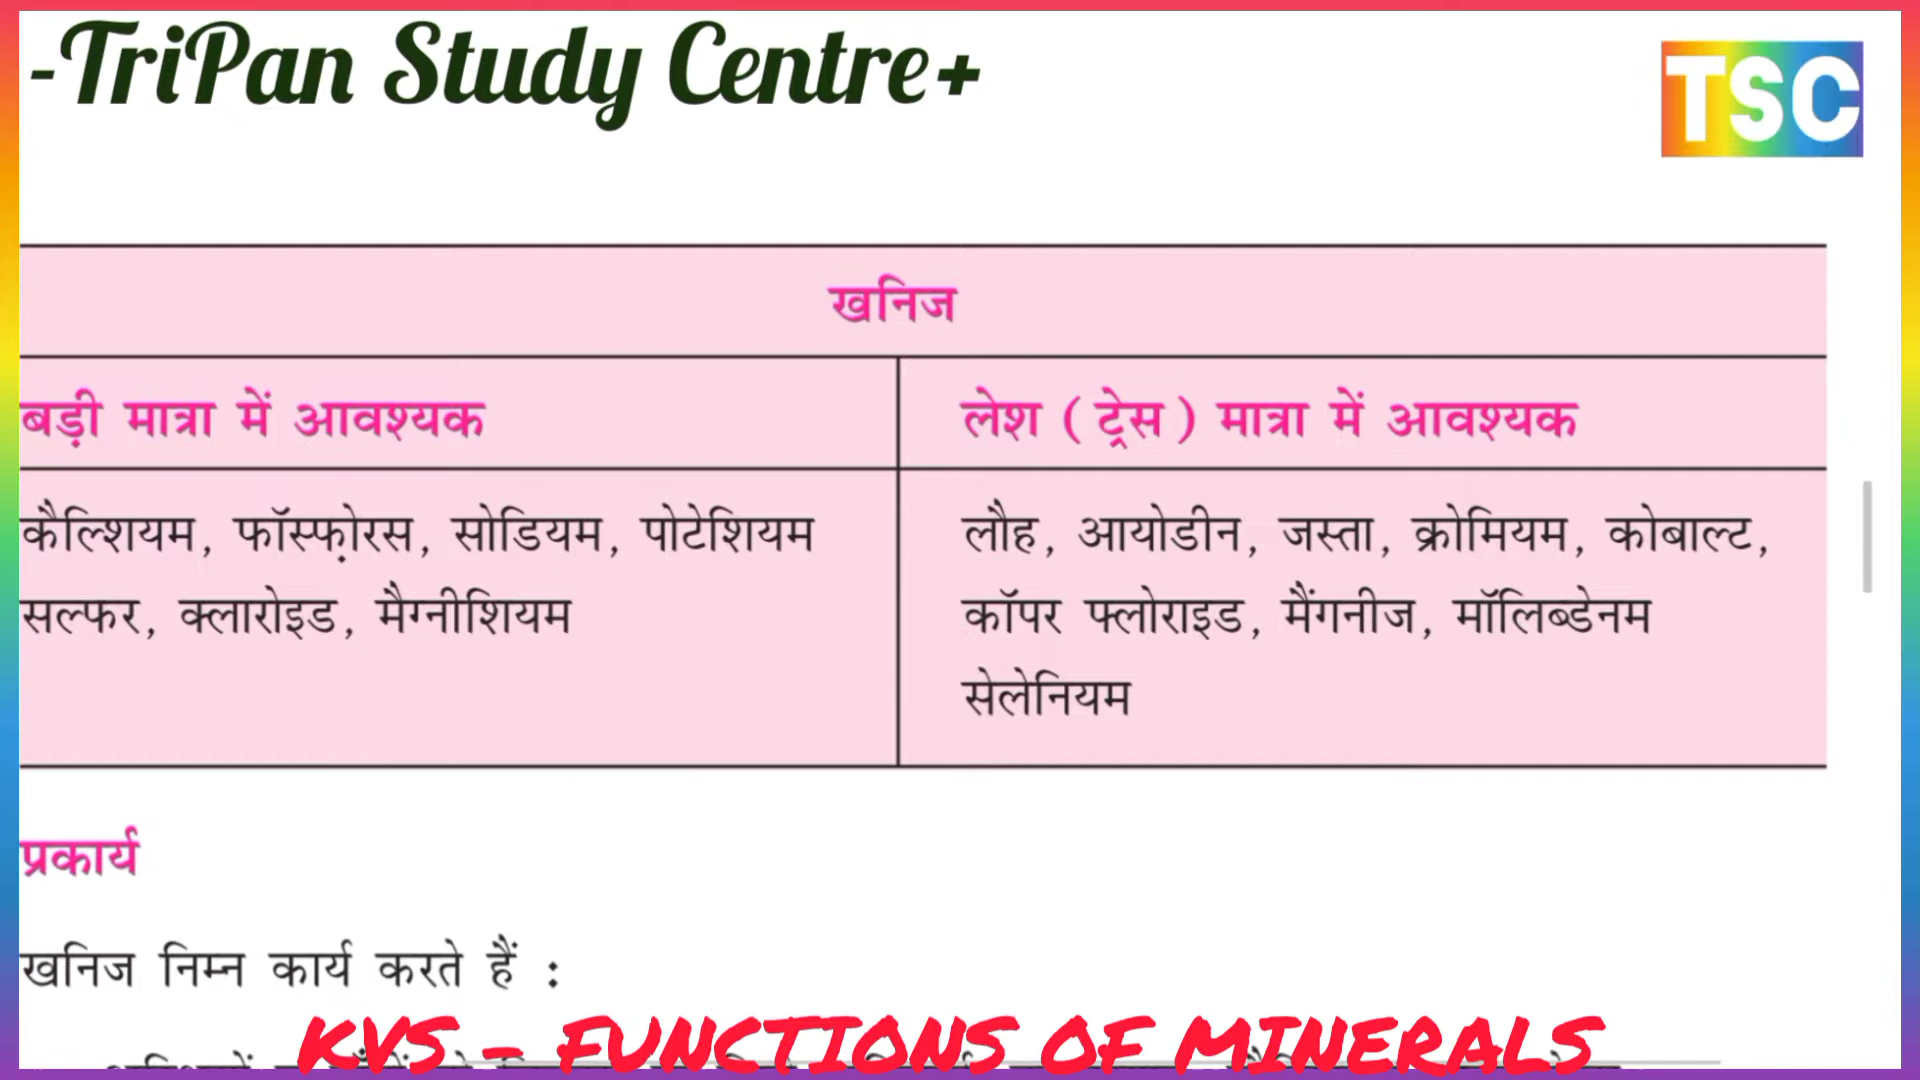 -TriPan Study Centre+
TSC
खनिज
बड़ी मात्रा में आवश्यक
लेश (ट्रेस) मात्रा में आवश्यक
कैल्शियम, फॉस्फ़ोरस, सोडियम, पोटेशियम
सल्फर, क्लारोइड, मैग्नीशियम
लौह, आयोडीन, जस्ता, क्रोमियम, कोबाल्ट,
कॉपर फ्लोराइड, मैंगनीज, मॉलिब्डेनम
सेलेनियम
प्रकार्य
खनिज निम्न कार्य करते हैं :
KVS - FUNCTIONS OF MINERALS